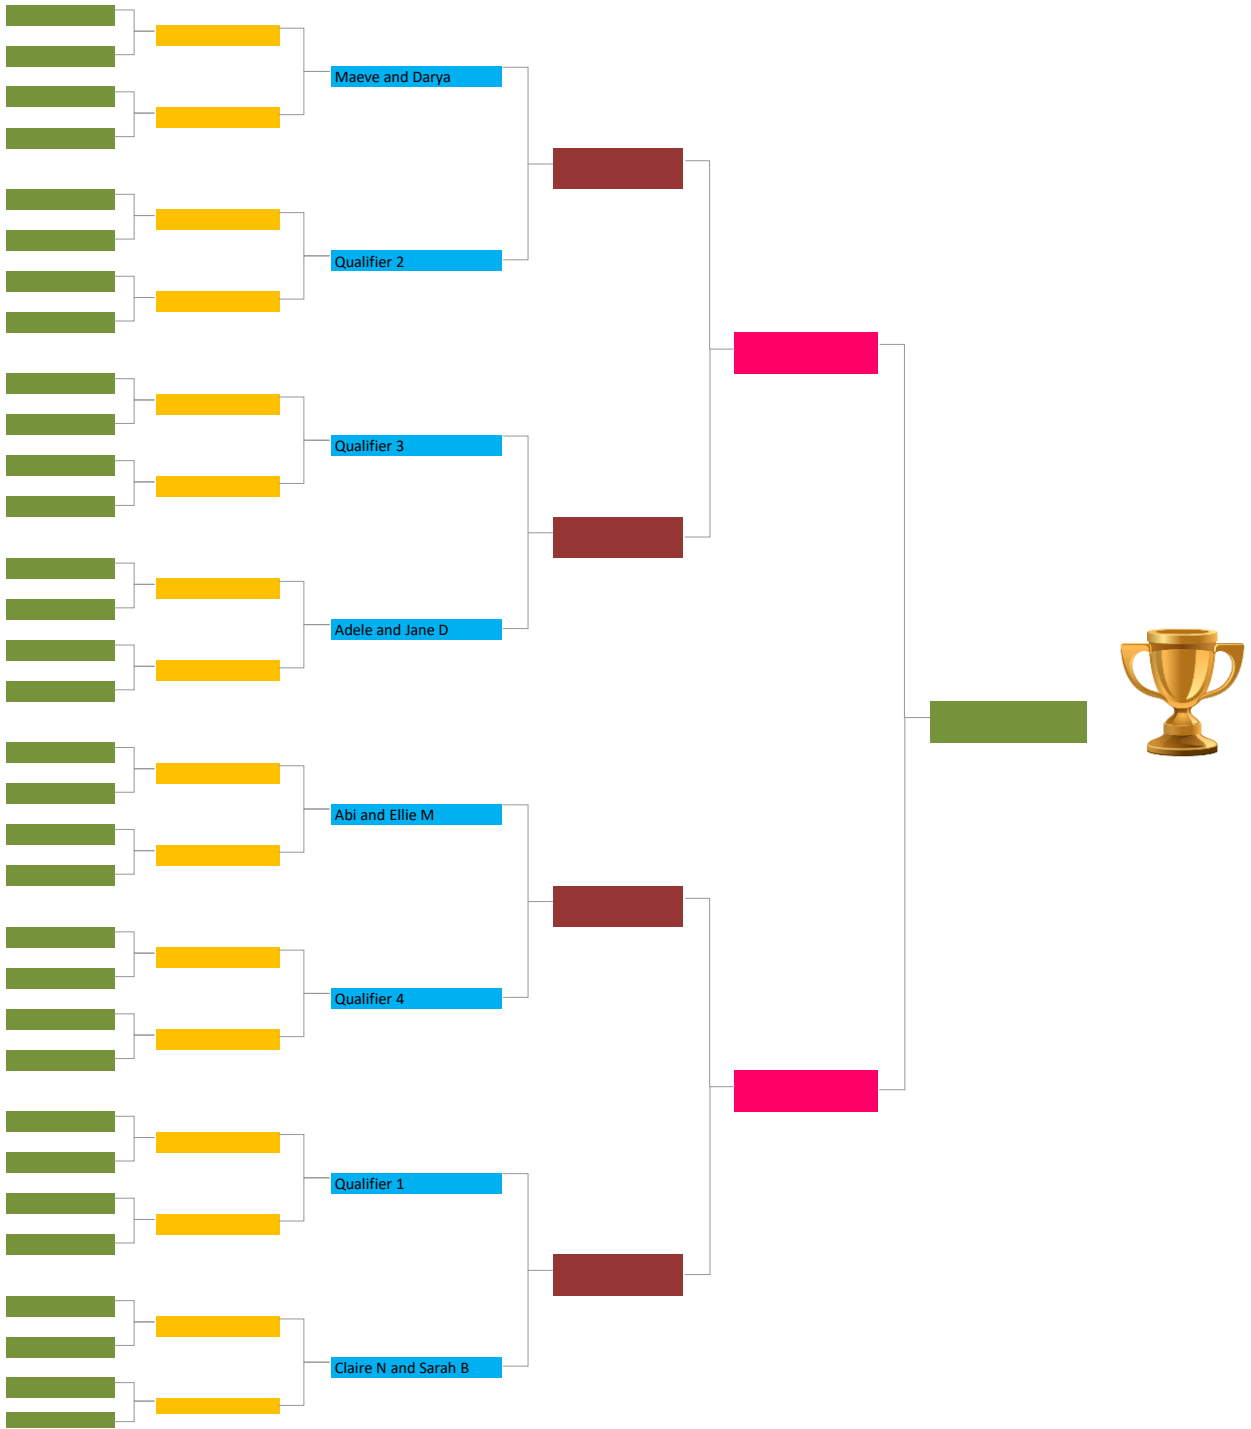 Maeve and Darya
Qualifier 2
Qualifier 3
Adele and Jane D
Abi and Ellie M
Qualifier 4
Qualifier 1
Claire N and Sarah B